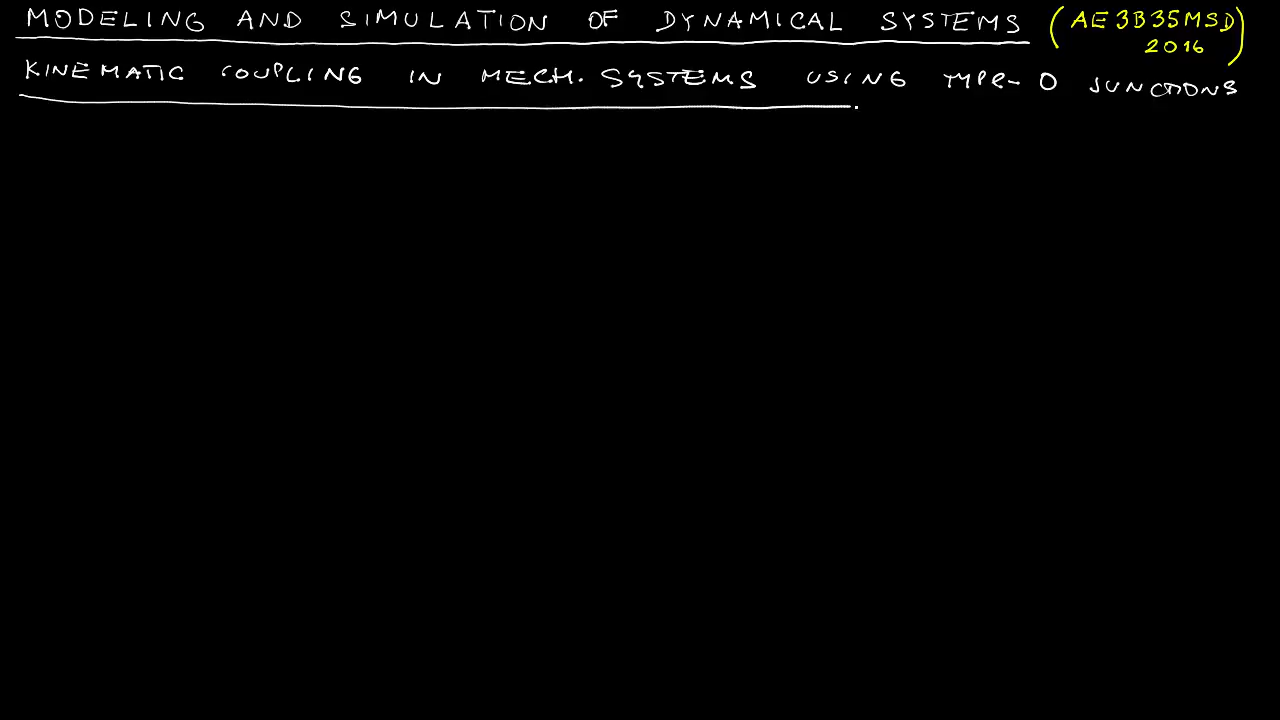 MODELING AND SIMULATION OF DYNAMICAL SYSTEMS (AE3B35MSD 2016)
KINEMATIC COUPLING IN MECH. SYSTEMS USING TYPE-0 JUNCTIONS